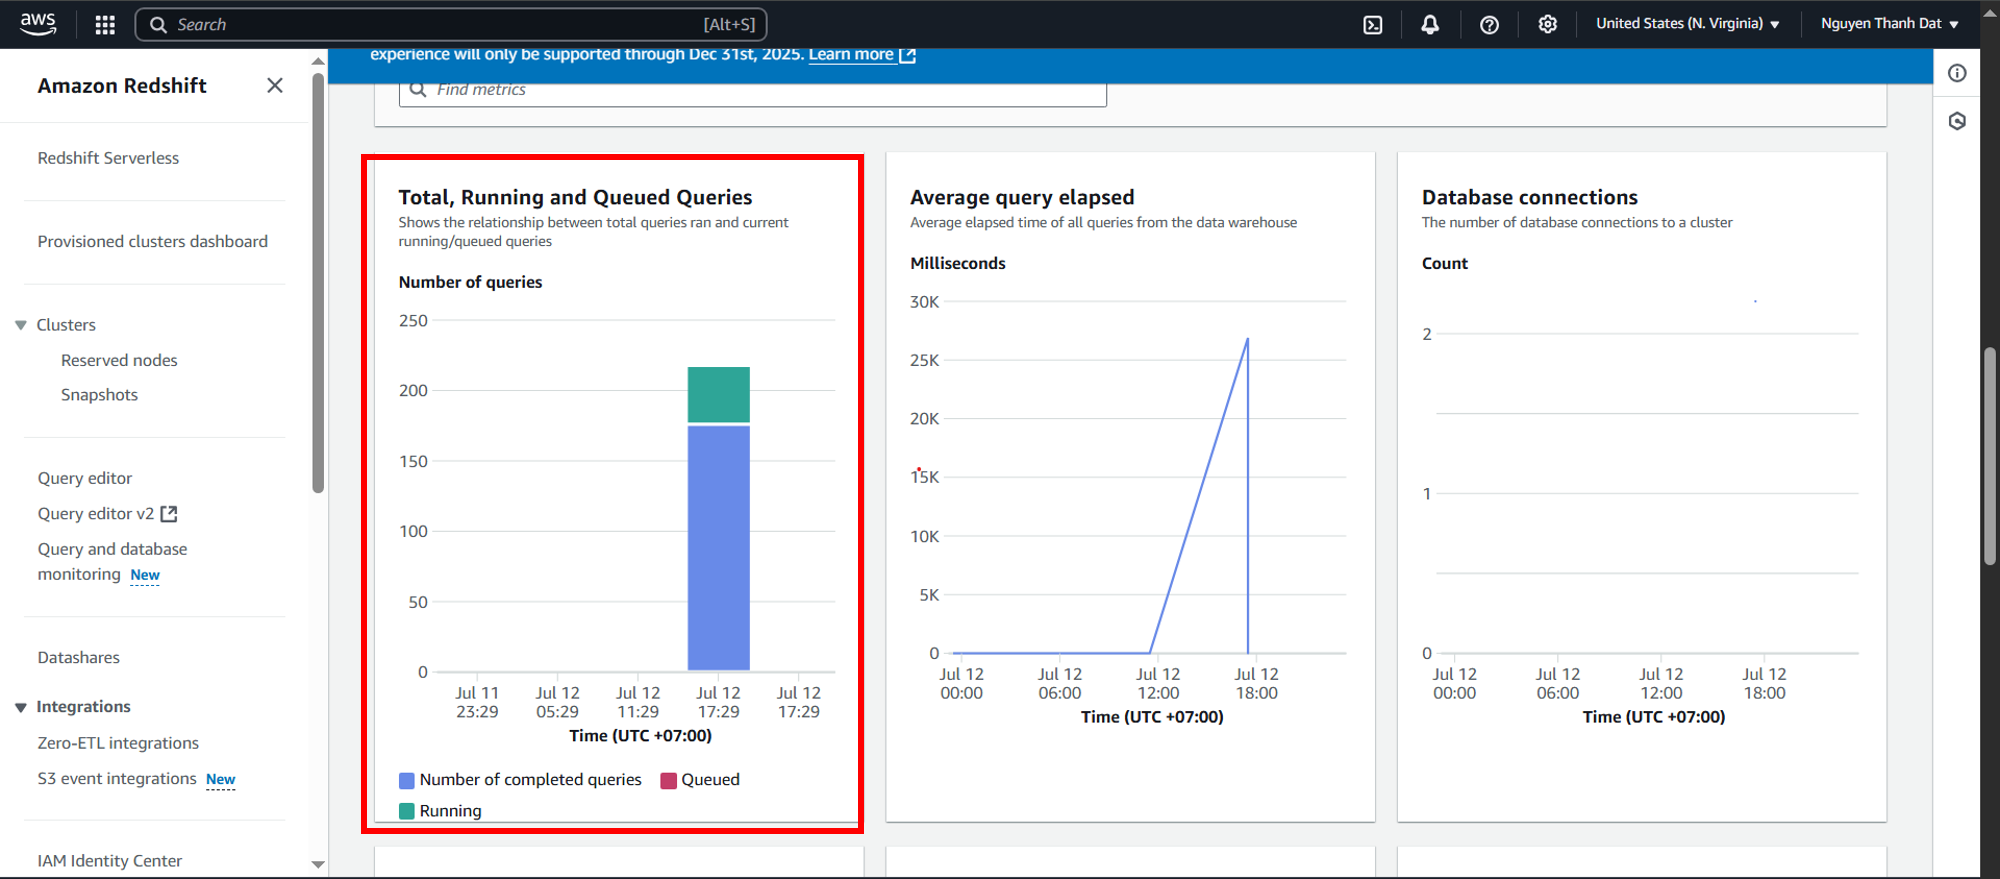 aws
Search
[Alt+S]
United States (N. Virginia)
Nguyen Thanh Dat
Amazon Redshift
Redshift Serverless
Provisioned clusters dashboard
Clusters
Reserved nodes
Snapshots
Query editor
Query editor v2
Query and database
monitoring New
Datashares
Integrations
Zero-ETL integrations
S3 event integrations New
IAM Identity Center
experience will only be supported through Dec 31st, 2025. Learn more
Find metrics
Total, Running and Queued Queries
Shows the relationship between total queries ran and current
running/queued queries
Number of queries
250
200
150
100
50
0
Jul 11 Jul 12 Jul 12 Jul 12 Jul 12
23:29 05:29 11:29 17:29 17:29
Time (UTC +07:00)
Number of completed queries Queued
Running
Average query elapsed
Average elapsed time of all queries from the data warehouse
Milliseconds
30K
25K
20K
15K
10K
5K
0
Jul 12 Jul 12 Jul 12 Jul 12
00:00 06:00 12:00 18:00
Time (UTC +07:00)
Database connections
The number of database connections to a cluster
Count
2
1
0
Jul 12 Jul 12 Jul 12 Jul 12
00:00 06:00 12:00 18:00
Time (UTC +07:00)